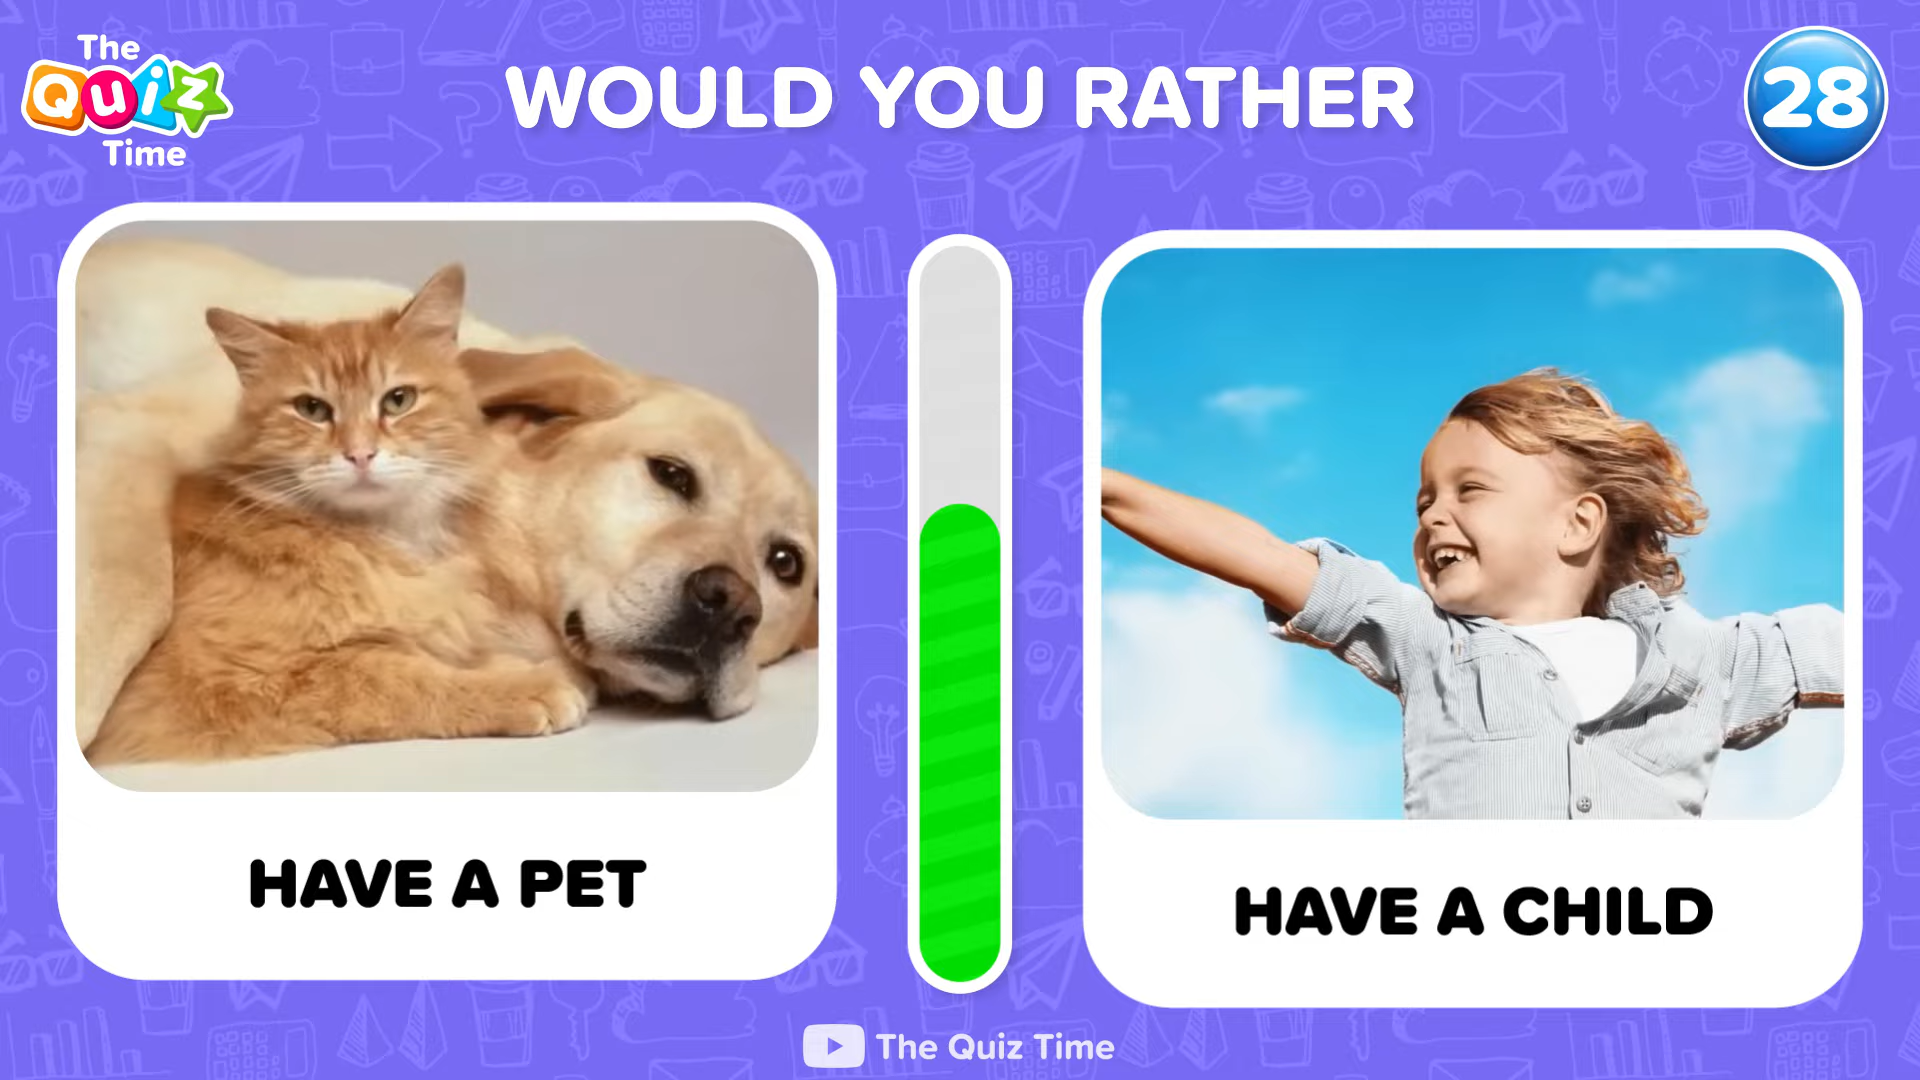 The
QUIZ
Time
WOULD YOU RATHER
28
HAVE A PET
HAVE A CHILD
The Quiz Time